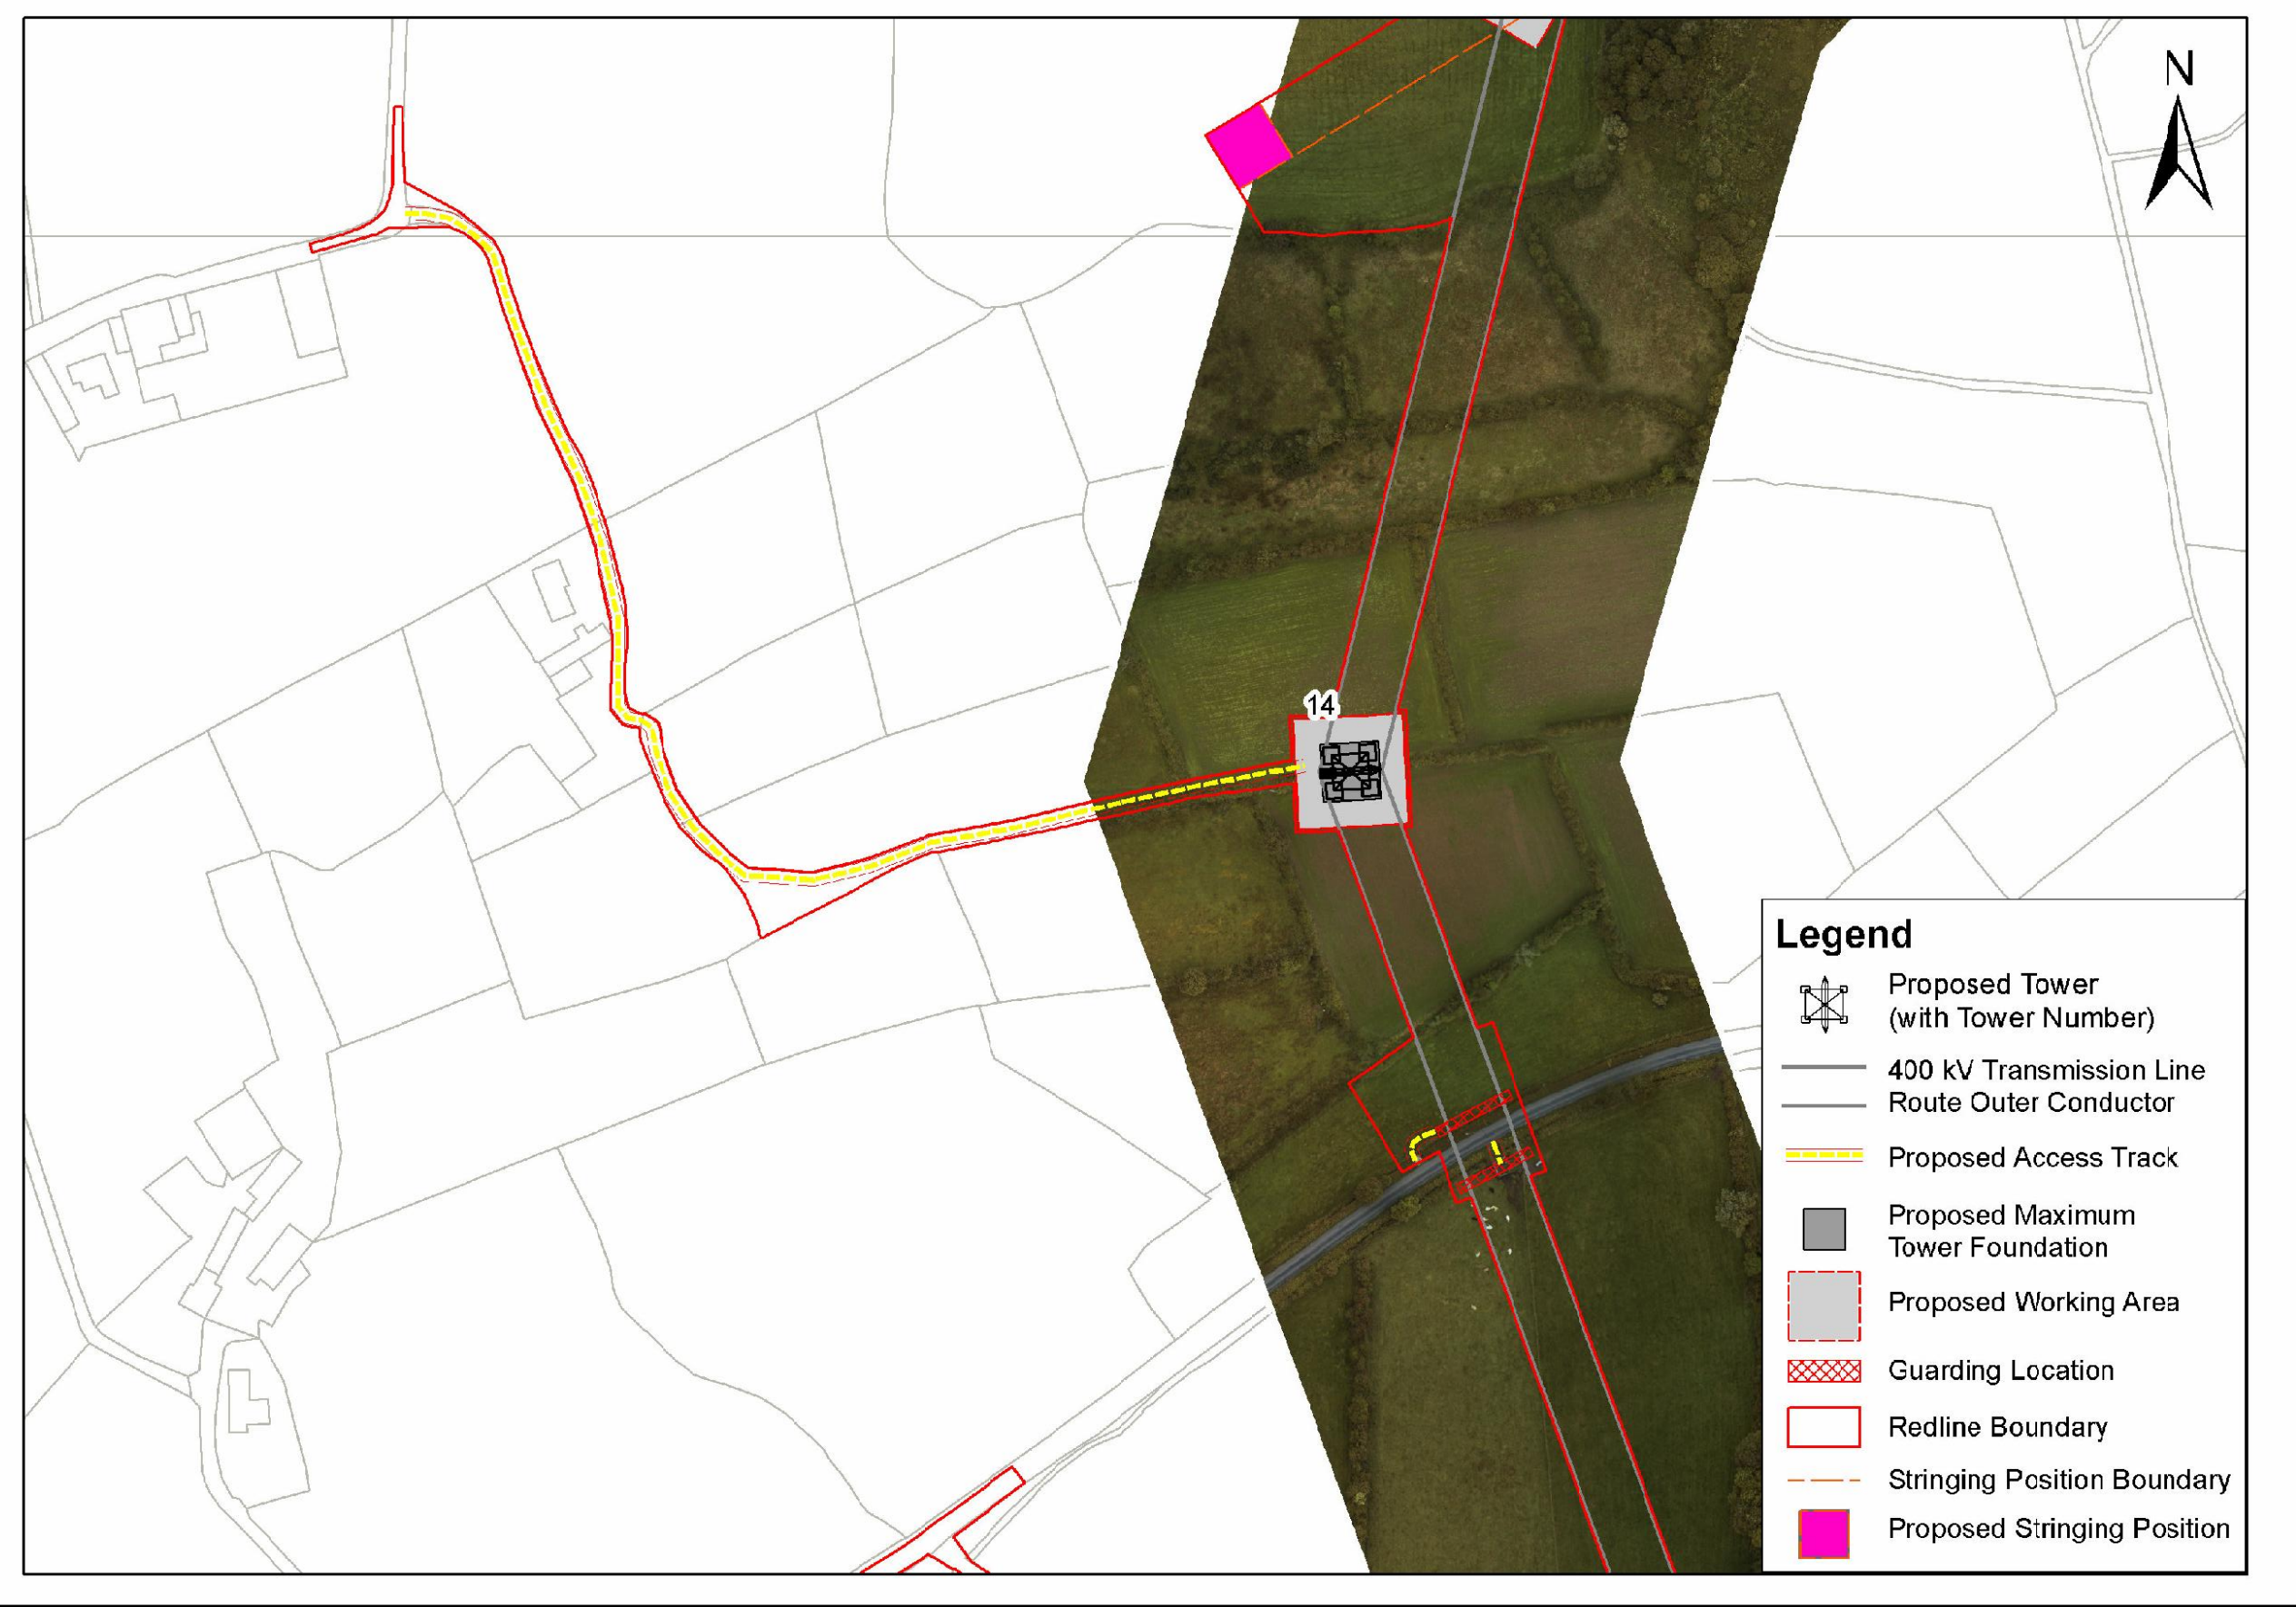 N
14
Legend
Proposed Tower
(with Tower Number)
400 kV Transmission Line
Route Outer Conductor
Proposed Access Track
Proposed Maximum
Tower Foundation
Proposed Working Area
Guarding Location
Redline Boundary
Stringing Position Boundary
Proposed Stringing Position